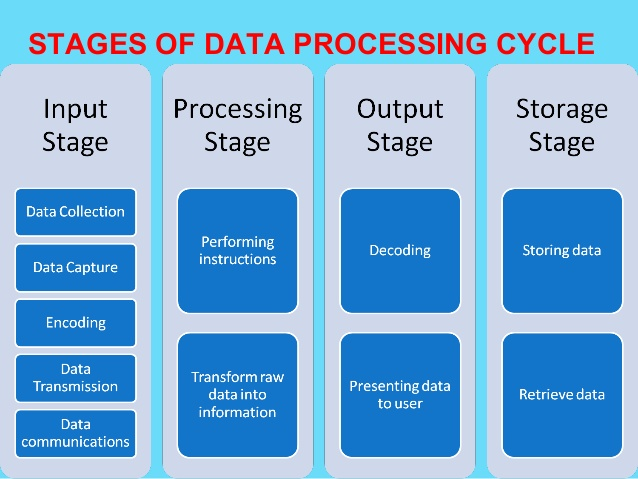 STAGES OF DATA PROCESSING CYCLE
Input
Stage
Data Collection
Data Capture
Encoding
Data
Transmission
Data
communications
Processing
Stage
Performing
instructions
Transform raw
data into
information
Output
Stage
Decoding
Presenting data
to user
Storage
Stage
Storing data
Retrieve data